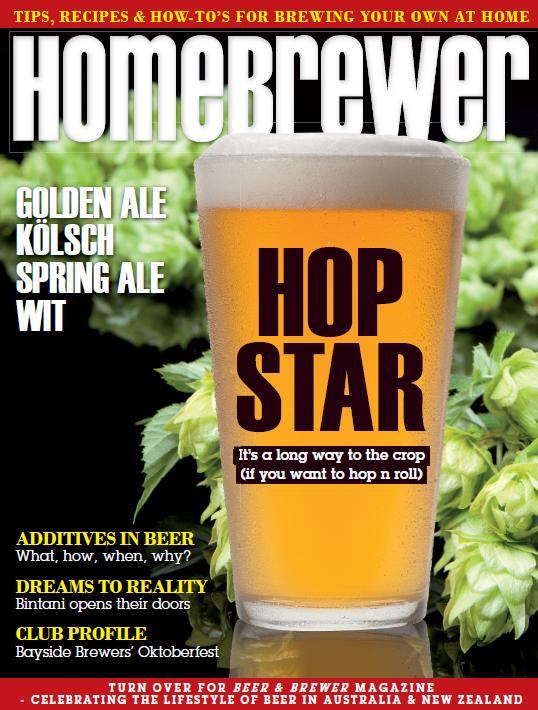 TIPS, RECIPES & HOW-TO'S FOR BREWING YOUR OWN AT HOME
HOMEBREWER
GOLDEN ALE
KÖLSCH
SPRING ALE
WIT
HOP
STAR
It's a long way to the crop
(if you want to hop n roll)
ADDITIVES IN BEER
What, how, when, why?
DREAMS TO REALITY
Bintani opens their doors
CLUB PROFILE
Bayside Brewers' Oktoberfest
TURN OVER FOR BEER & BREWER MAGAZINE
- CELEBRATING THE LIFESTYLE OF BEER IN AUSTRALIA & NEW ZEALAND